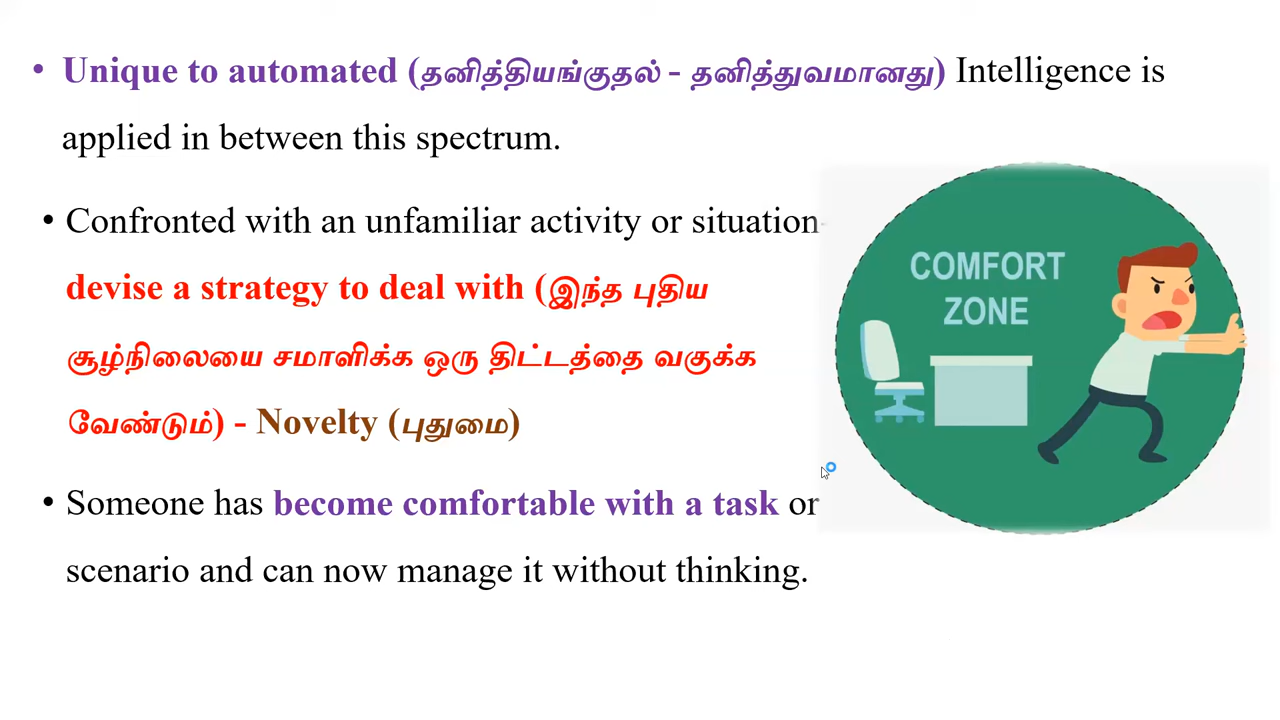 • Unique to automated (தனித்தியங்குதல் - தனித்துவமானது) Intelligence is
applied in between this spectrum.
• Confronted with an unfamiliar activity or situation-
devise a strategy to deal with (இந்த புதிய
சூழ்நிலையை சமாளிக்க ஒரு திட்டத்தை வகுக்க
வேண்டும்) - Novelty (புதுமை)
• Someone has become comfortable with a task or
scenario and can now manage it without thinking.
COMFORT
ZONE